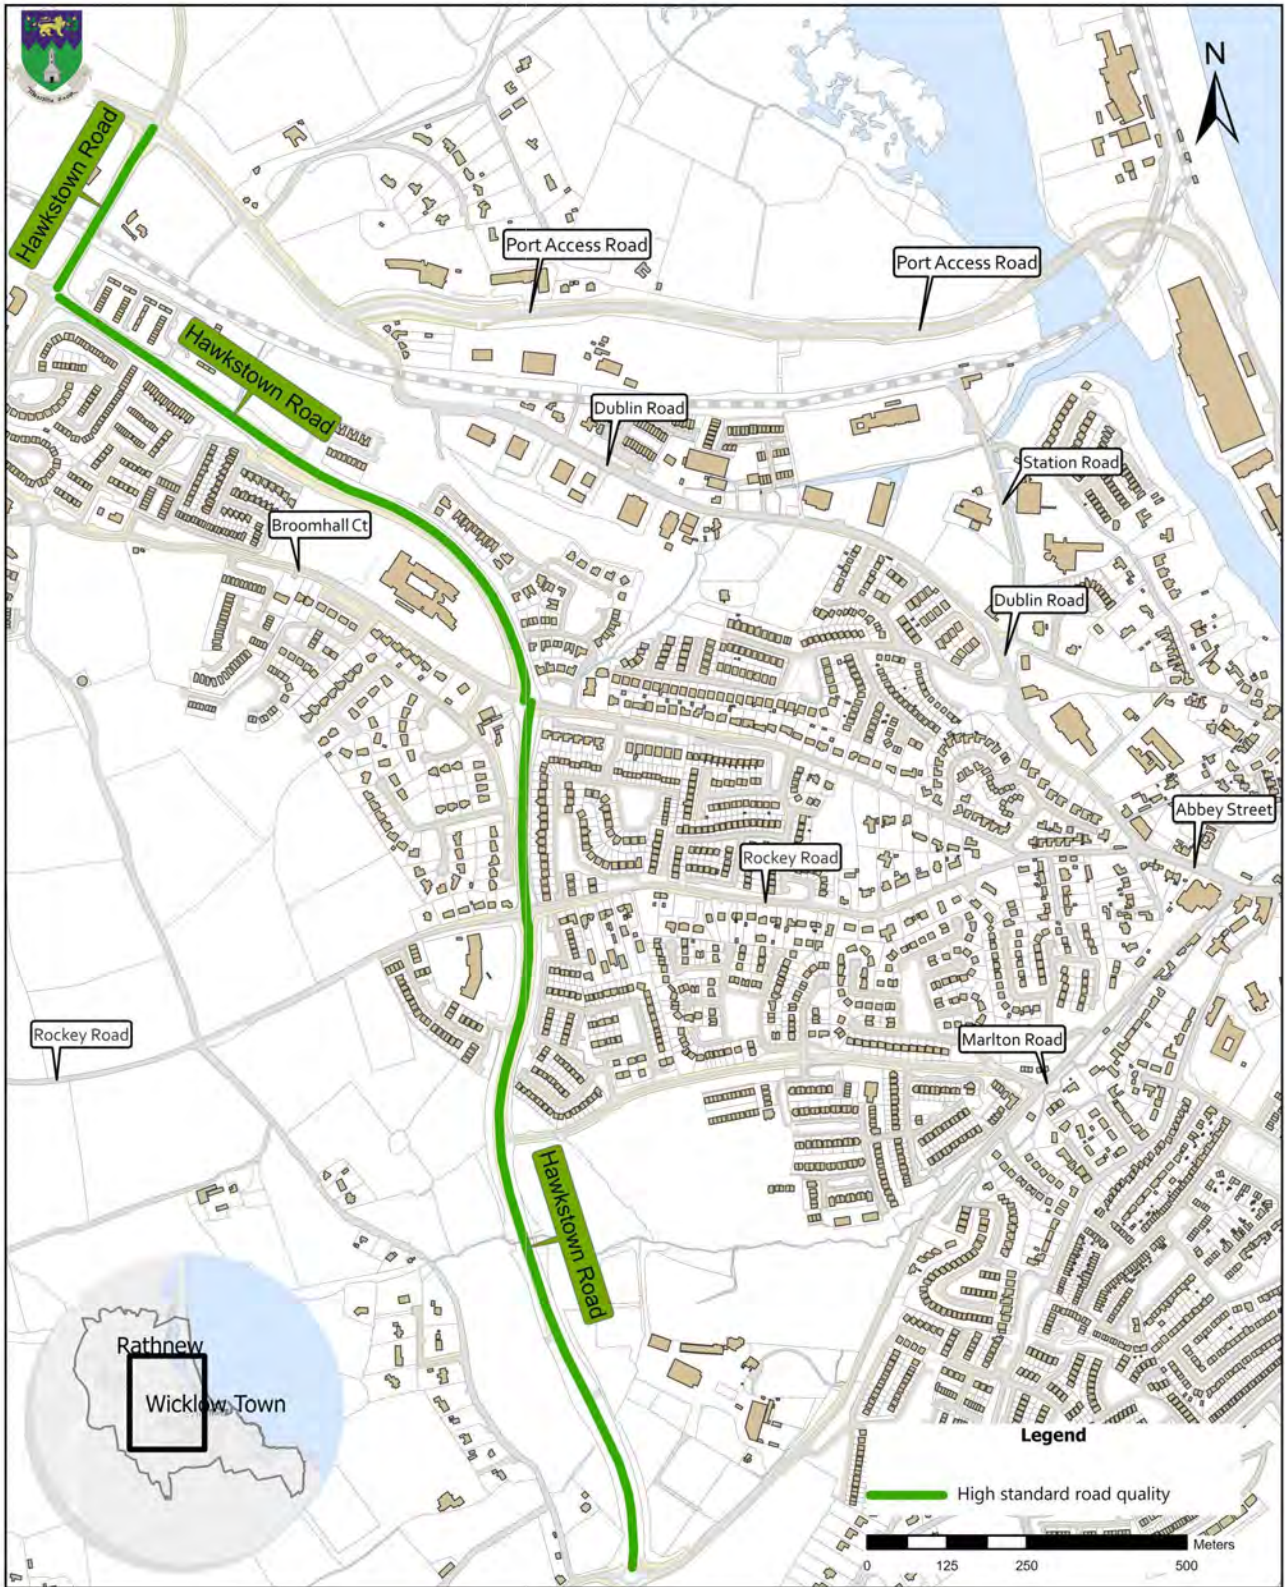 N
Hawkstown Road
Port Access Road
Port Access Road
Hawkstown Road
Dublin Road
Station Road
Broomhall Ct
Dublin Road
Abbey Street
Rockey Road
Rockey Road
Marlton Road
Hawkstown Road
Rathnew
Wicklow Town
Legend
High standard road quality
Meters
0 125 250 500